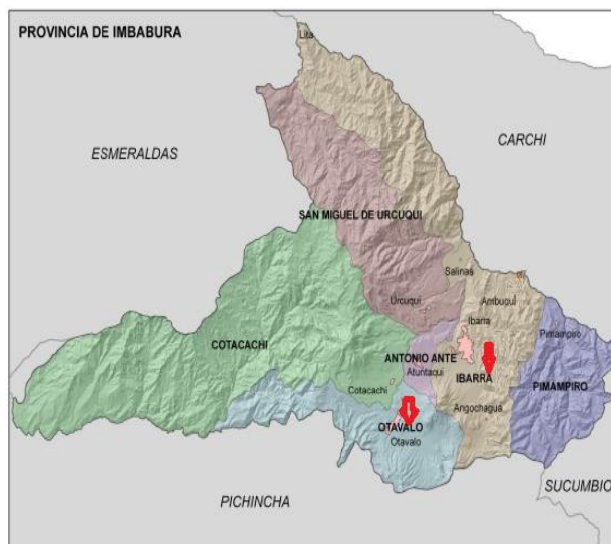 PROVINCIA DE IMBABURA
Lita
ESMERALDAS
CARCHI
SAN MIGUEL DE URCUQUI
Salinas
Urcuqui
Ambuquí
Ibarra
Pimampiro
COTACACHI
ANTONIO ANTE
Atuntaqui
IBARRA
Cotacachi
PIMAMPIRO
Angochagua
OTAVALO
Otavalo
SUCUMBIO
PICHINCHA